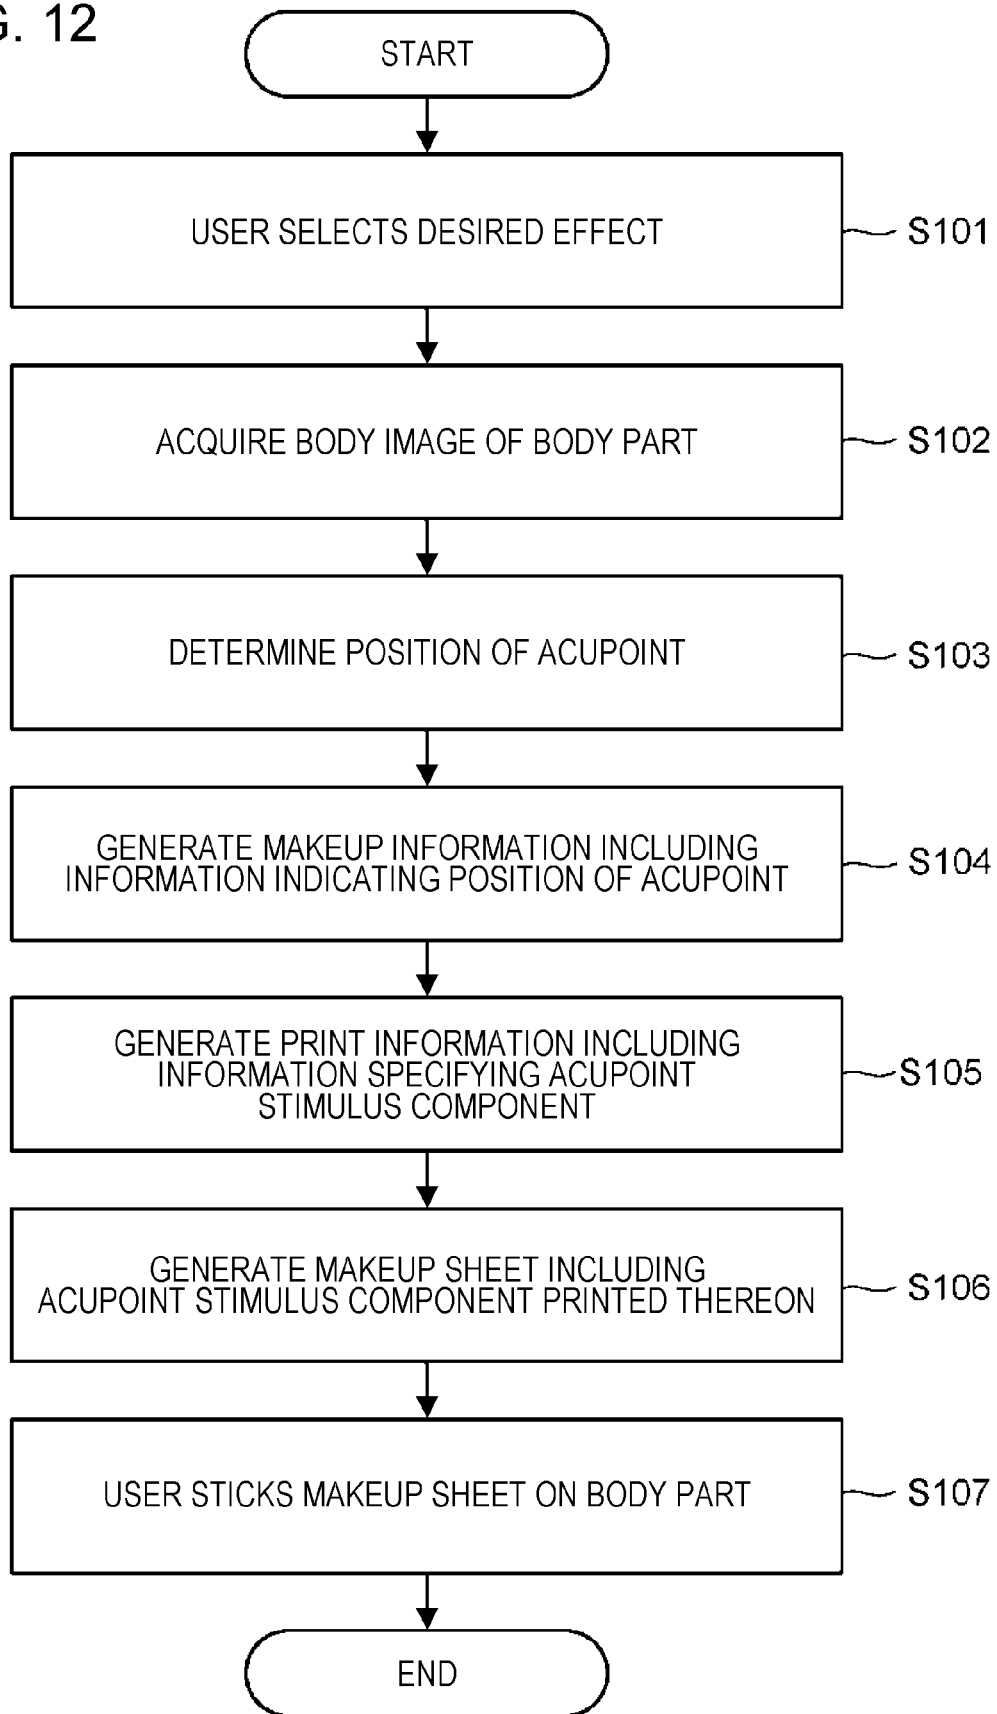 G. 12
START
USER SELECTS DESIRED EFFECT
S101
ACQUIRE BODY IMAGE OF BODY PART
S102
DETERMINE POSITION OF ACUPOINT
S103
GENERATE MAKEUP INFORMATION INCLUDING
INFORMATION INDICATING POSITION OF ACUPOINT
S104
GENERATE PRINT INFORMATION INCLUDING
INFORMATION SPECIFYING ACUPOINT
STIMULUS COMPONENT
S105
GENERATE MAKEUP SHEET INCLUDING
ACUPOINT STIMULUS COMPONENT PRINTED THEREON
S106
USER STICKS MAKEUP SHEET ON BODY PART
S107
END